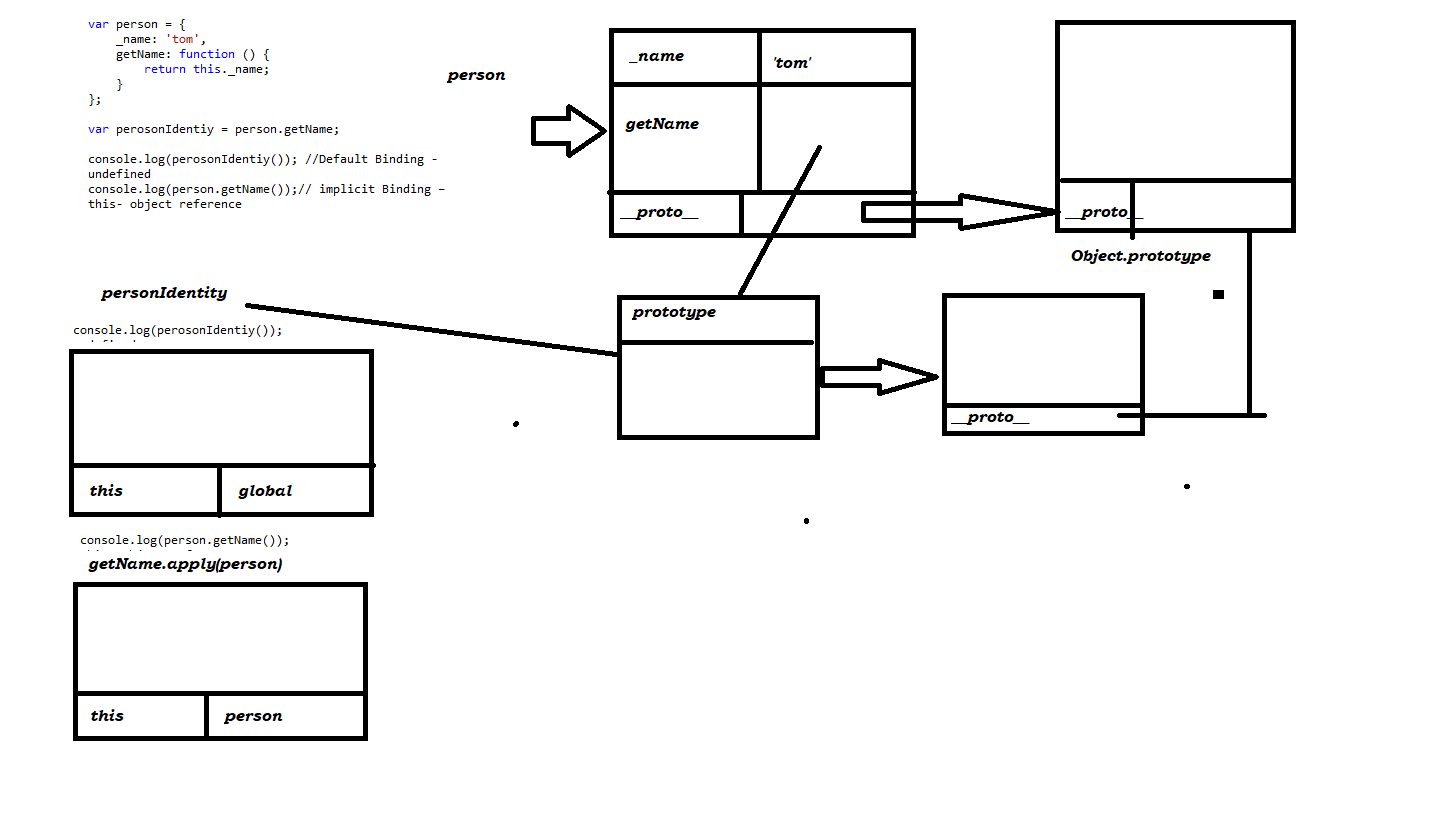 var person = {
_name: 'tom',
getName: function () {
return this._name;
}
};
var perosonIdentiy = person.getName;
console.log(perosonIdentiy()); //Default Binding -
undefined
console.log(person.getName());// implicit Binding –
this- object reference
person
_name
'tom'
getName
__proto__
__proto__
Object.prototype
personIdentity
console.log(perosonIdentiy());
prototype
__proto__
this
global
console.log(person.getName());
getName.apply(person)
this
person